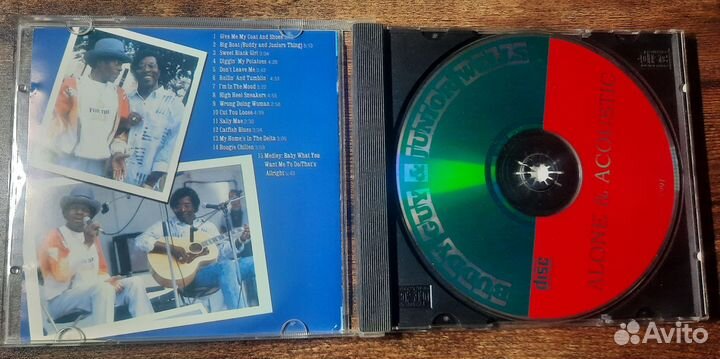 1 Give Me My Coat And Shoes
2 Big Boat (Buddy and Juniors Thing)
3 Sweet Black Girl
4 Diggin' My Potatoes
5 Don't Leave Me
6 Rollin' And Tumblin'
7 I'm In The Mood
8 High Heel Sneakers
9 Wrong Doing Woman
10 Cut You Loose
11 Sally Mae
12 Catfish Blues
13 My Home's In The Delta
14 Boogie Chillen
15 Medley: Baby What You
Want Me To Do/That's
Allright
BUDDY GUY & JUNIOR WELLS
ALONE & ACOUSTIC
disc
Avito